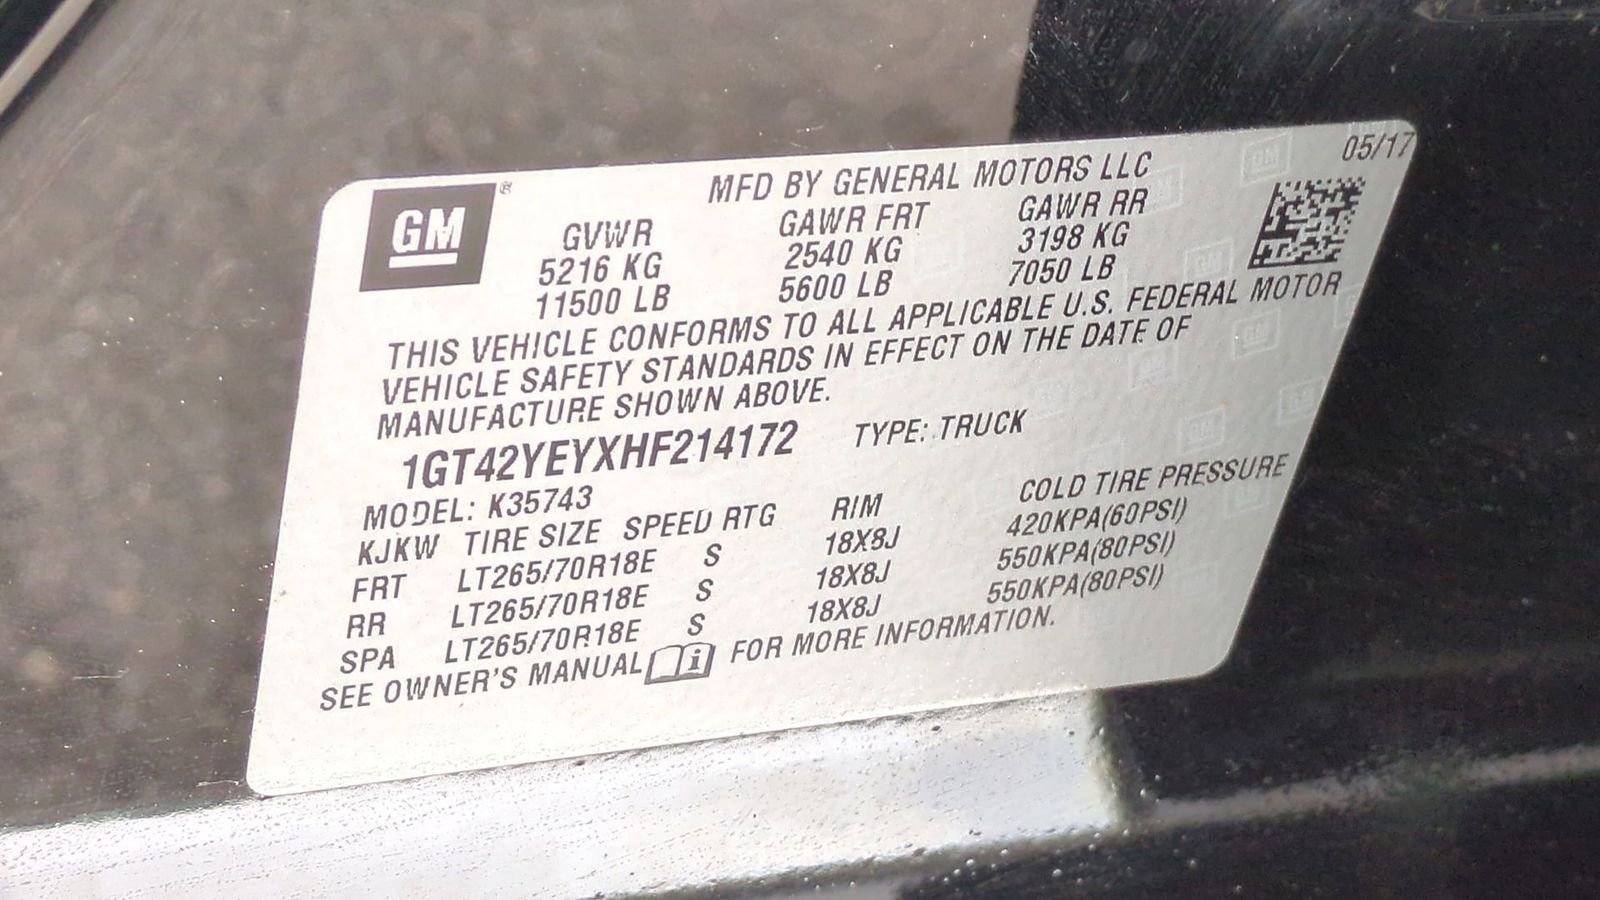 GM ®
MFD BY GENERAL MOTORS LLC 05/17
GVWR GAWR FRT GAWR RR
5216 KG 2540 KG 3198 KG
11500 LB 5600 LB 7050 LB
THIS VEHICLE CONFORMS TO ALL APPLICABLE U.S. FEDERAL MOTOR
VEHICLE SAFETY STANDARDS IN EFFECT ON THE DATE OF
MANUFACTURE SHOWN ABOVE.
1GT42YEYXHF214172 TYPE: TRUCK
MODEL: K35743
KJKW TIRE SIZE SPEED RTG RIM COLD TIRE PRESSURE
FRT LT265/70R18E S 18X8J 420KPA(60PSI)
RR LT265/70R18E S 18X8J 550KPA(80PSI)
SPA LT265/70R18E S 18X8J 550KPA(80PSI)
SEE OWNER'S MANUAL i FOR MORE INFORMATION.